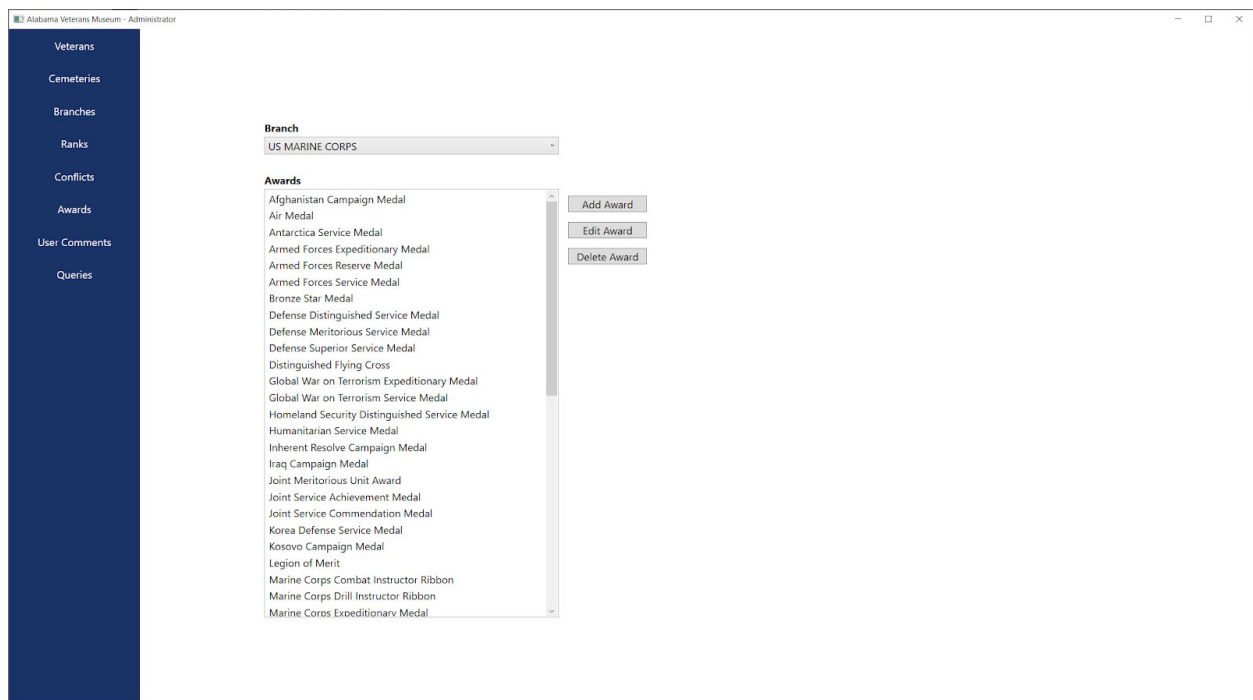 Alabama Veterans Museum - Administrator
Veterans
Cemeteries
Branches
Ranks
Conflicts
Awards
User Comments
Queries
Branch
US MARINE CORPS
Awards
Afghanistan Campaign Medal
Air Medal
Antarctica Service Medal
Armed Forces Expeditionary Medal
Armed Forces Reserve Medal
Armed Forces Service Medal
Bronze Star Medal
Defense Distinguished Service Medal
Defense Meritorious Service Medal
Defense Superior Service Medal
Distinguished Flying Cross
Global War on Terrorism Expeditionary Medal
Global War on Terrorism Service Medal
Homeland Security Distinguished Service Medal
Humanitarian Service Medal
Inherent Resolve Campaign Medal
Iraq Campaign Medal
Joint Meritorious Unit Award
Joint Service Achievement Medal
Joint Service Commendation Medal
Korea Defense Service Medal
Kosovo Campaign Medal
Legion of Merit
Marine Corps Combat Instructor Ribbon
Marine Corps Drill Instructor Ribbon
Marine Corps Expeditionary Medal
Add Award
Edit Award
Delete Award